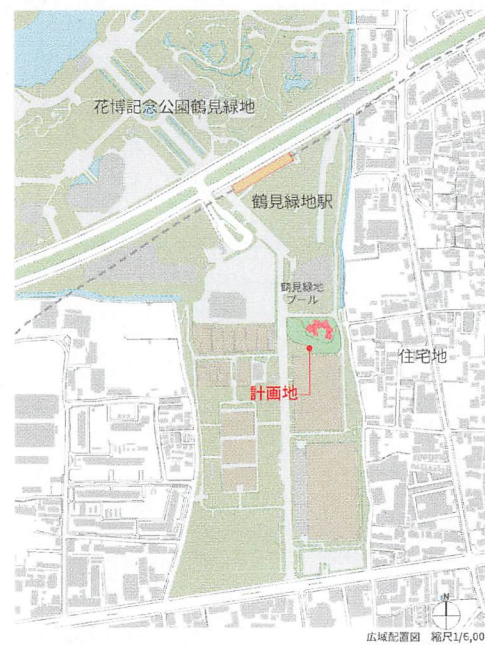 花博記念公園鶴見緑地
鶴見緑地駅
鶴見緑地
プール
住宅地
計画地
N
広域配置図 縮尺1/6,00